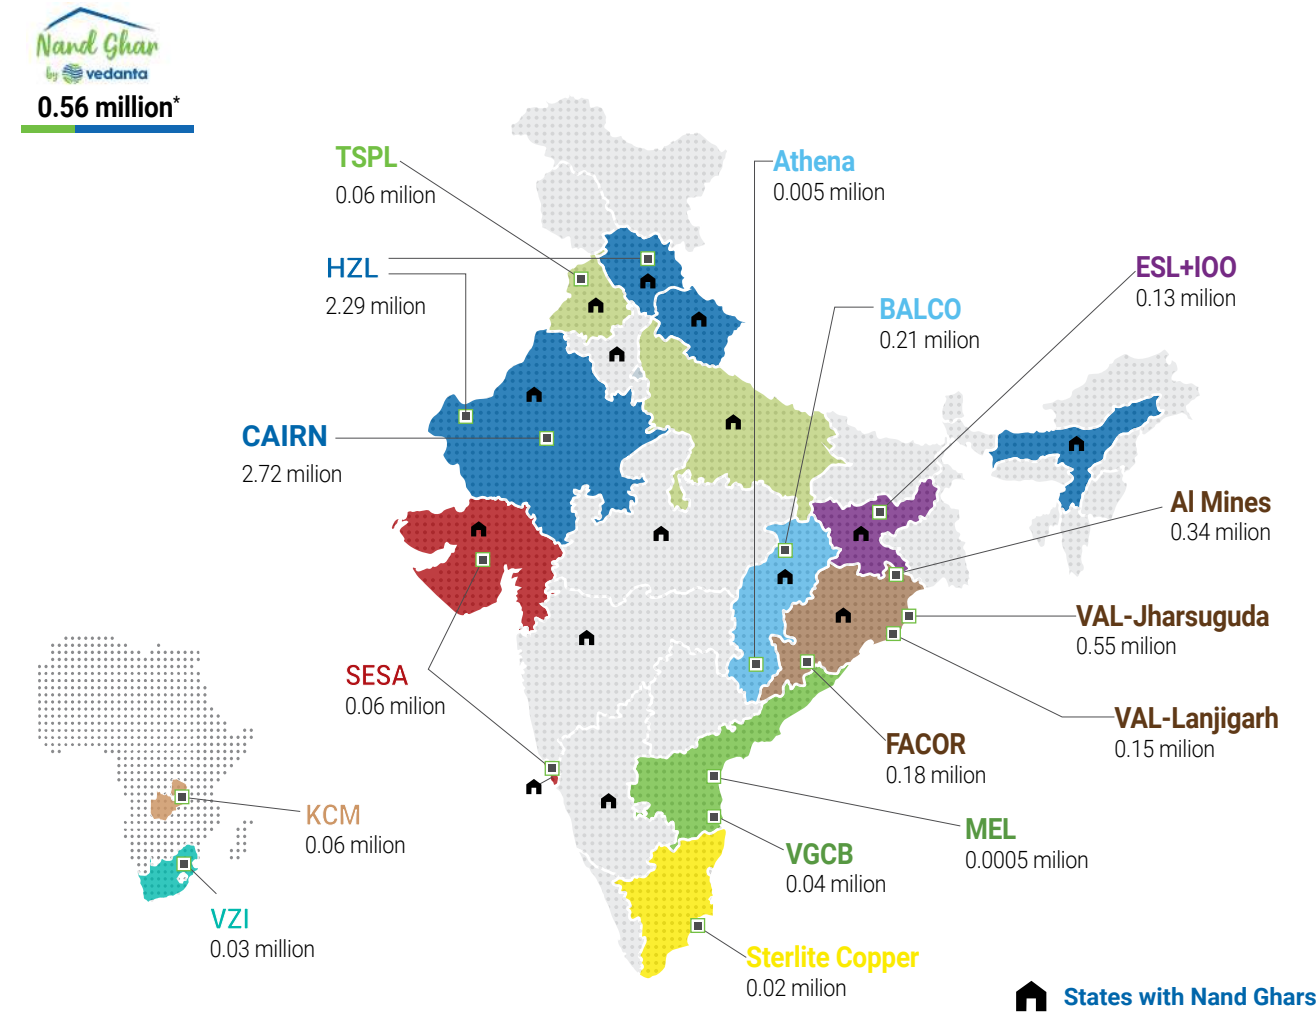 Nand Ghar
by vedanta
0.56 million*
TSPL
0.06 milion
Athena
0.005 milion
HZL
2.29 milion
ESL+IOO
0.13 milion
BALCO
0.21 milion
CAIRN
2.72 milion
Al Mines
0.34 milion
VAL-Jharsuguda
0.55 milion
SESA
0.06 milion
VAL-Lanjigarh
0.15 milion
FACOR
0.18 milion
KCM
0.06 milion
MEL
0.0005 milion
VGCB
0.04 milion
VZI
0.03 million
Sterlite Copper
0.02 milion
States with Nand Ghars